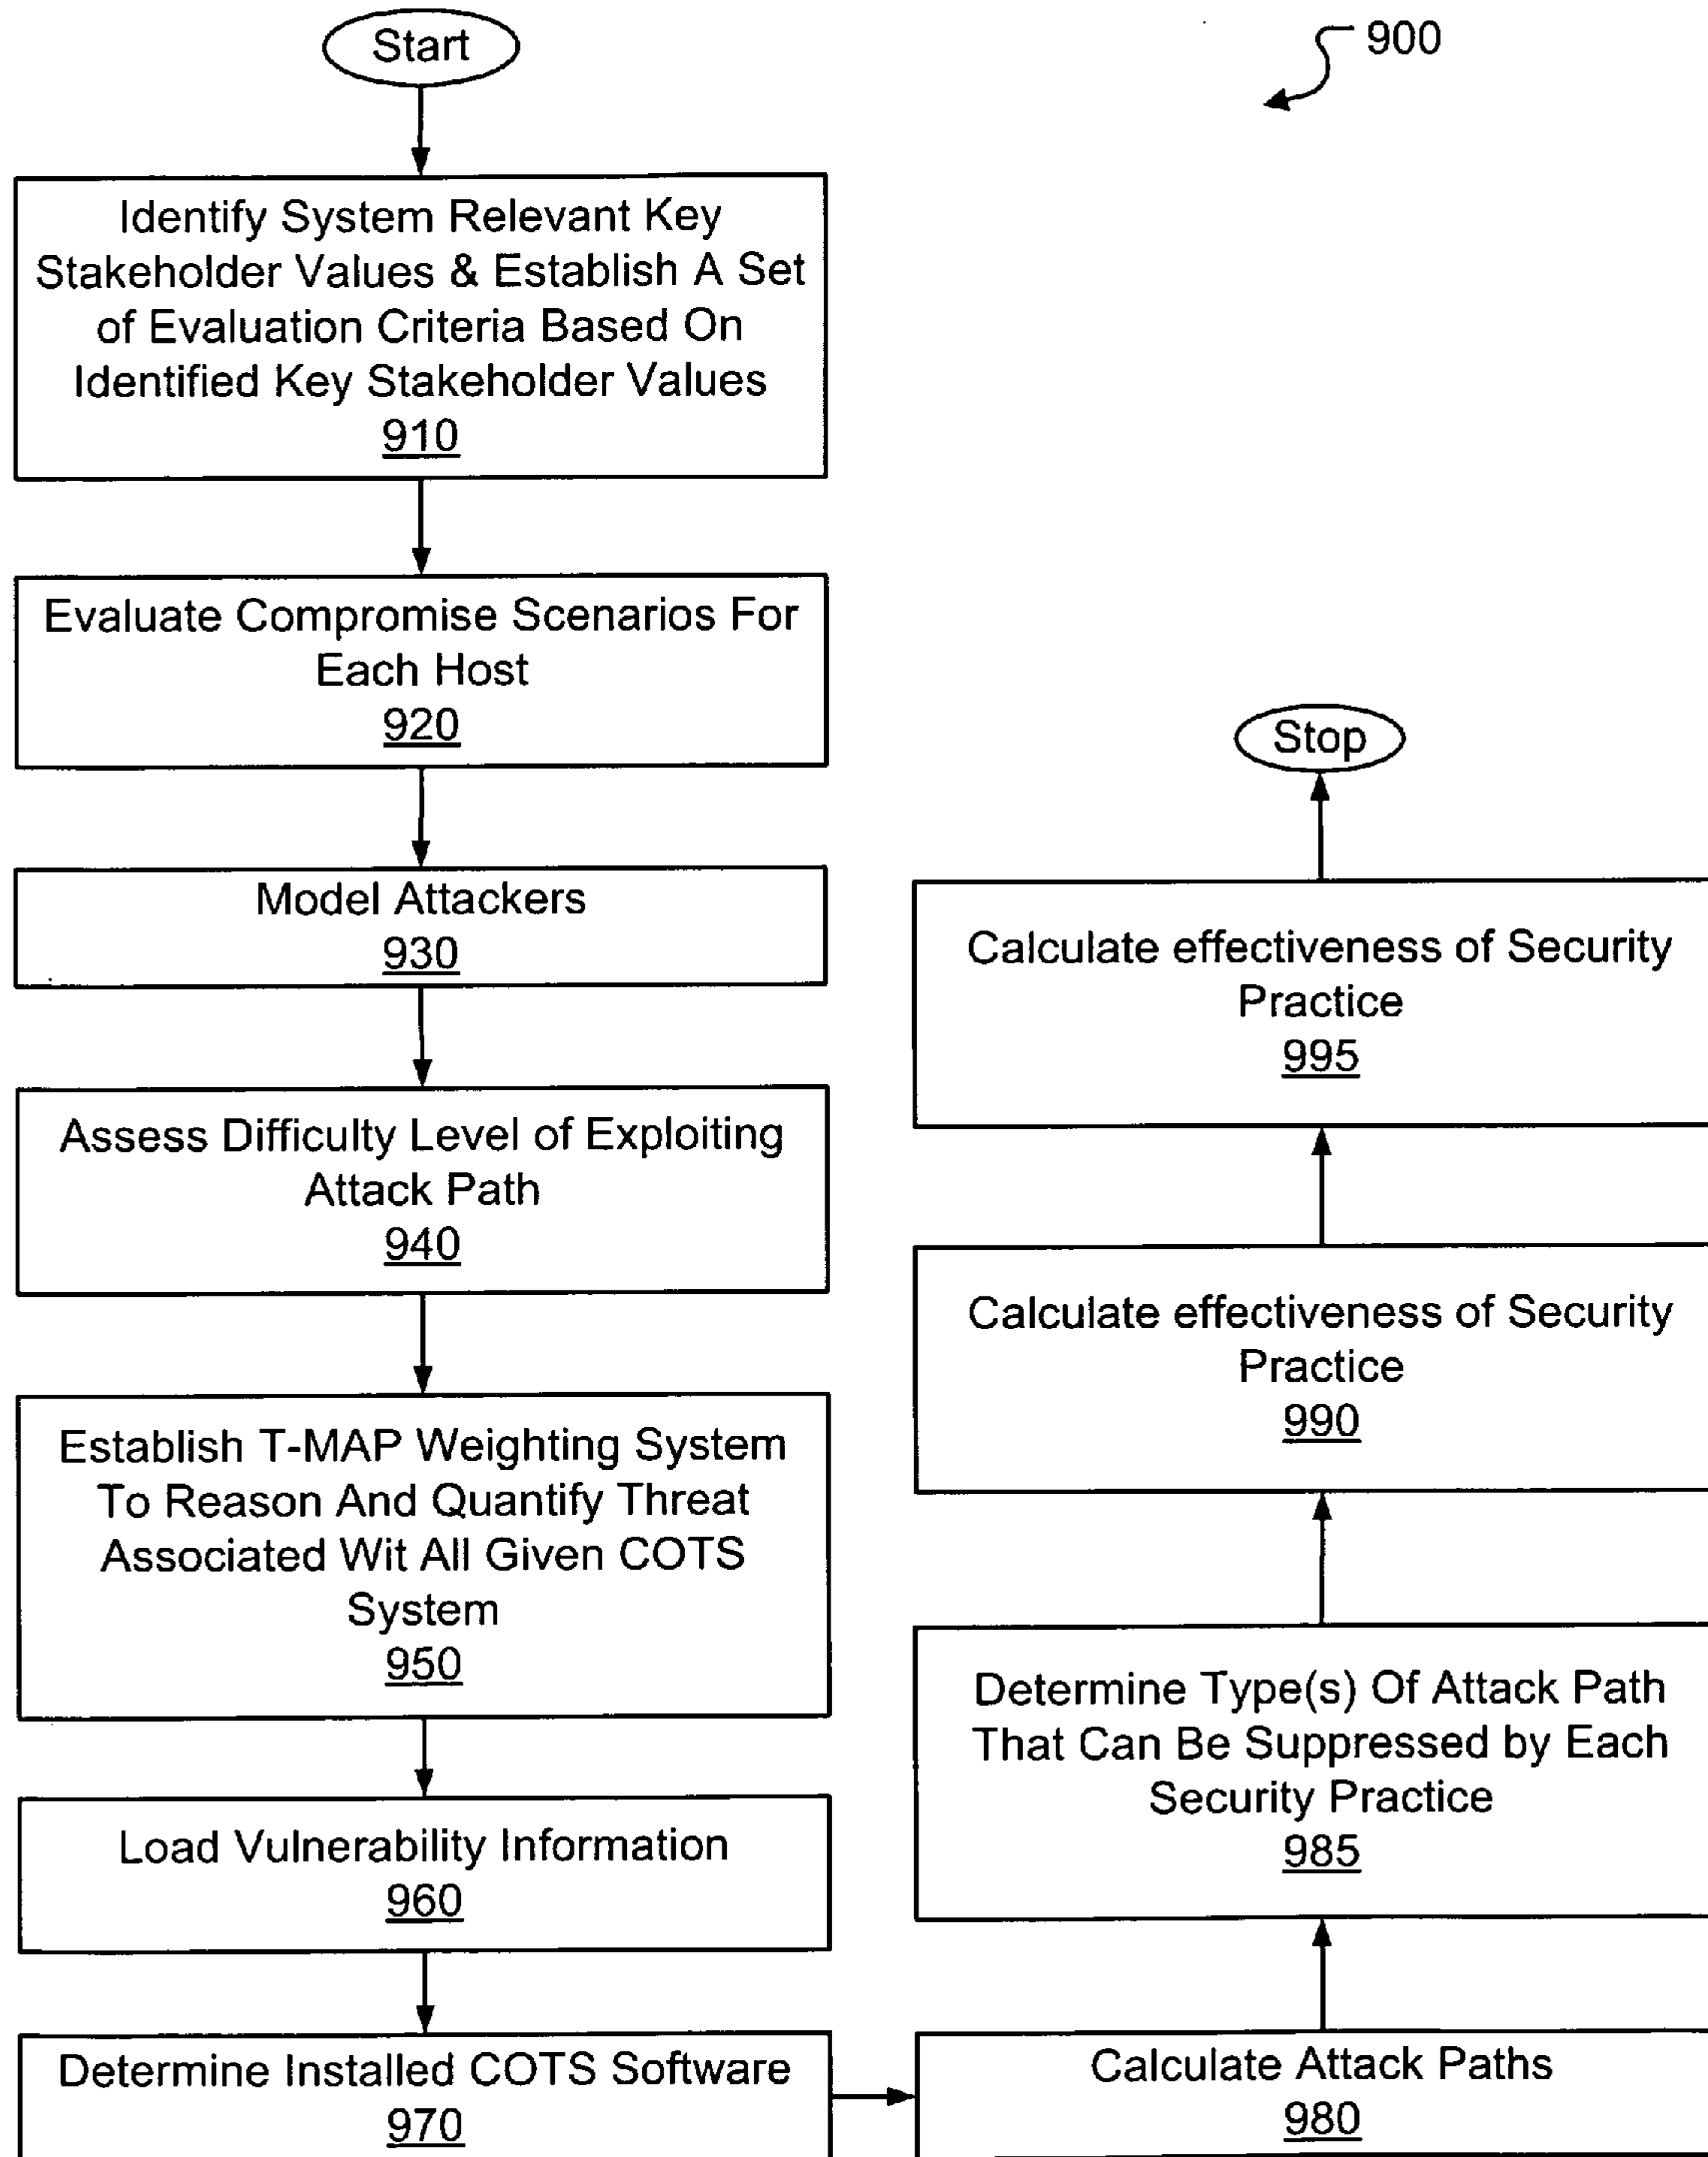 Start
900
Identify System Relevant Key
Stakeholder Values & Establish A Set
of Evaluation Criteria Based On
Identified Key Stakeholder Values
910
Evaluate Compromise Scenarios For
Each Host
920
Model Attackers
930
Assess Difficulty Level of Exploiting
Attack Path
940
Establish T-MAP Weighting System
To Reason And Quantify Threat
Associated Wit All Given COTS
System
950
Load Vulnerability Information
960
Determine Installed COTS Software
970
Calculate Attack Paths
980
Determine Type(s) Of Attack Path
That Can Be Suppressed by Each
Security Practice
985
Calculate effectiveness of Security
Practice
990
Calculate effectiveness of Security
Practice
995
Stop